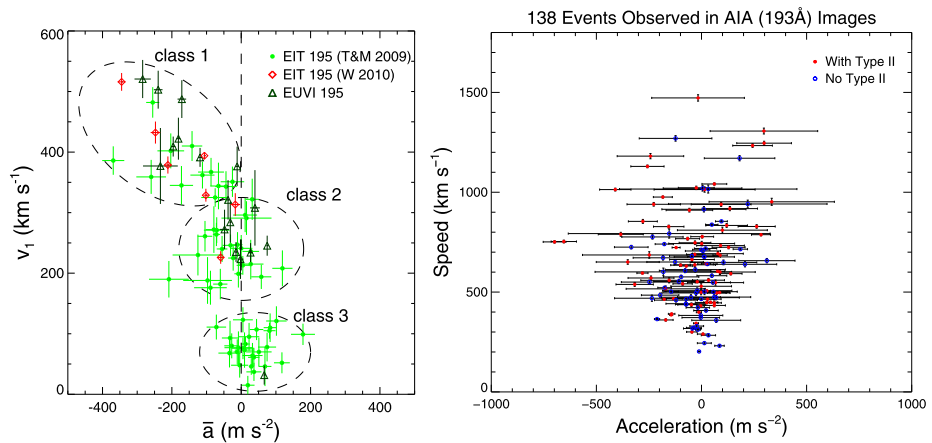 138 Events Observed in AIA (193Å) Images
600
400
200
0
v₁ (km s⁻¹)
class 1
class 2
class 3
EIT 195 (T&M 2009)
EIT 195 (W 2010)
EUVI 195
-400 -200 0 200 400
a̅ (m s⁻²)
1500
1000
500
0
Speed (km s⁻¹)
With Type II
No Type II
−1000 −500 0 500 1000
Acceleration (m s⁻²)